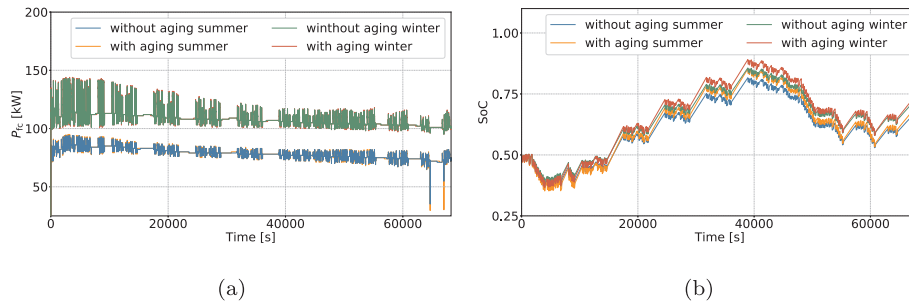 200
150
100
50
P_fc [kW]
without aging summer
with aging summer
winthout aging winter
with aging winter
0
20000
40000
60000
Time [s]
(a)
1.00
0.75
0.50
0.25
SoC
without aging summer
with aging summer
without aging winter
with aging winter
0
20000
40000
60000
Time [s]
(b)